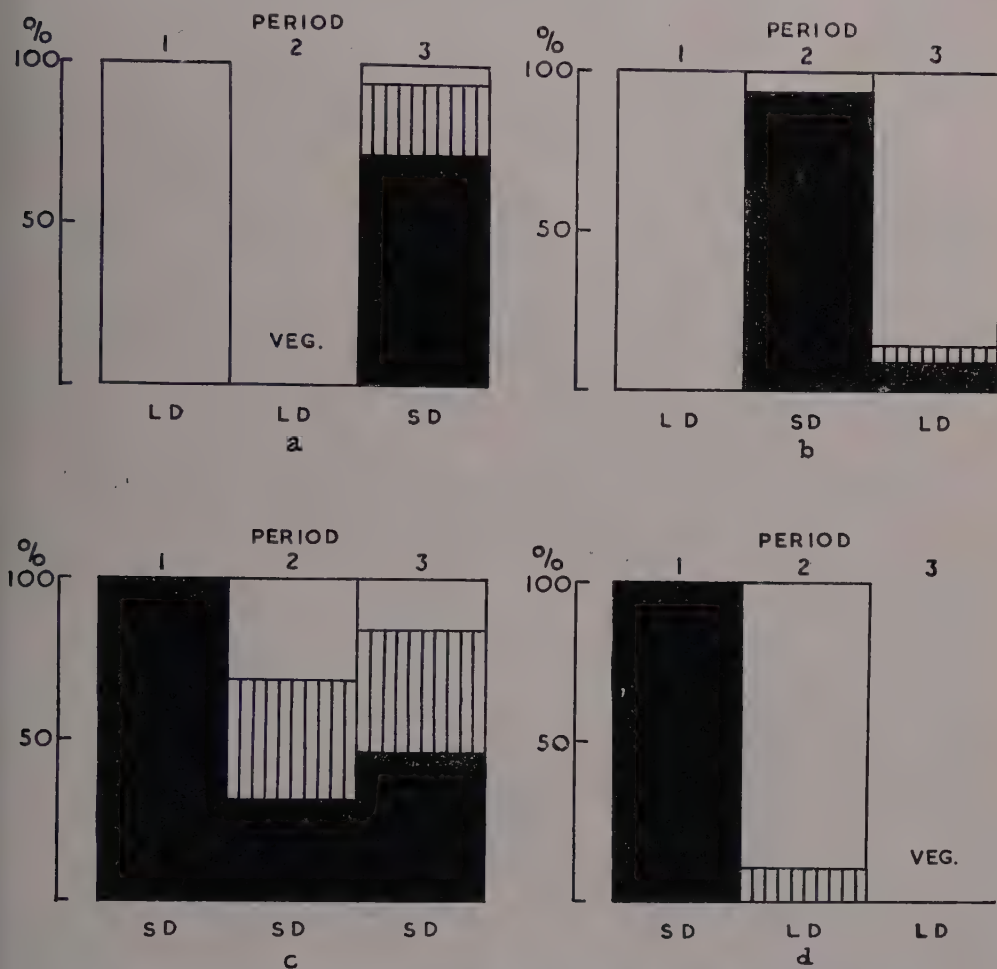 % PERIOD
100 1 2 3
50
VEG.
LD LD SD
a
% PERIOD
100 1 2 3
50
LD SD LD
b
% PERIOD
100 1 2 3
50
SD SD SD
c
% PERIOD
100 1 2 3
50
VEG.
SD LD LD
d